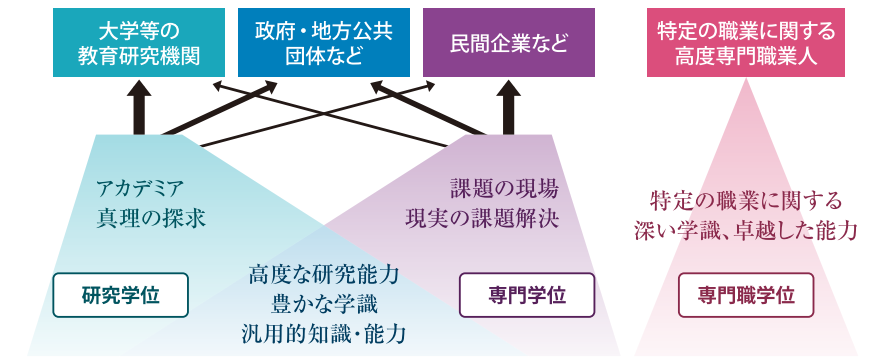 大学等の
教育研究機関
政府・地方公共
団体など
民間企業など
特定の職業に関する
高度専門職業人
アカデミア
真理の探求
課題の現場
現実の課題解決
特定の職業に関する
深い学識、卓越した能力
研究学位
高度な研究能力
豊かな学識
汎用的知識・能力
専門学位
専門職学位